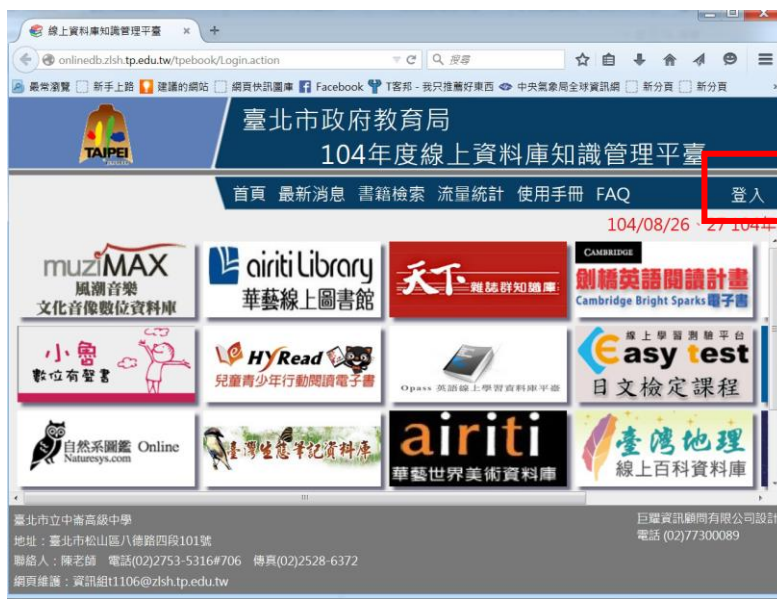 線上資料庫知識管理平臺 × +
onlinedb.zlsh.tp.edu.tw/tpebook/Login.action
搜尋
最常瀏覽 新手上路 建議的網站 網頁快訊圖庫 Facebook T客邦 - 我只推薦好東西 中央氣象局全球資訊網 新分頁 新分頁
TAIPEI
臺北市政府教育局
104年度線上資料庫知識管理平臺
首頁 最新消息 書籍檢索 流量統計 使用手冊 FAQ 登入
104/08/26、27 104年
muziMAX
風潮音樂
文化音像數位資料庫
airiti Library
華藝線上圖書館
天下 雜誌群知識庫
CAMBRIDGE
劍橋英語閱讀計畫
Cambridge Bright Sparks電子書
小魯
數位有聲書
HyRead
兒童青少年行動閱讀電子書
Opass 英語線上學習資料庫平臺
線上學習測驗平台
Easy test
日文檢定課程
自然系圖鑑 Online
Naturesys.com
臺灣生態筆記資料庫
airiti
華藝世界美術資料庫
臺灣地理
線上百科資料庫
臺北市立中崙高級中學
地址：臺北市松山區八德路四段101號
聯絡人：陳老師 電話(02)2753-5316#706 傳真(02)2528-6372
網頁維護：資訊組t1106@zlsh.tp.edu.tw
巨耀資訊顧問有限公司設計
電話 (02)77300089